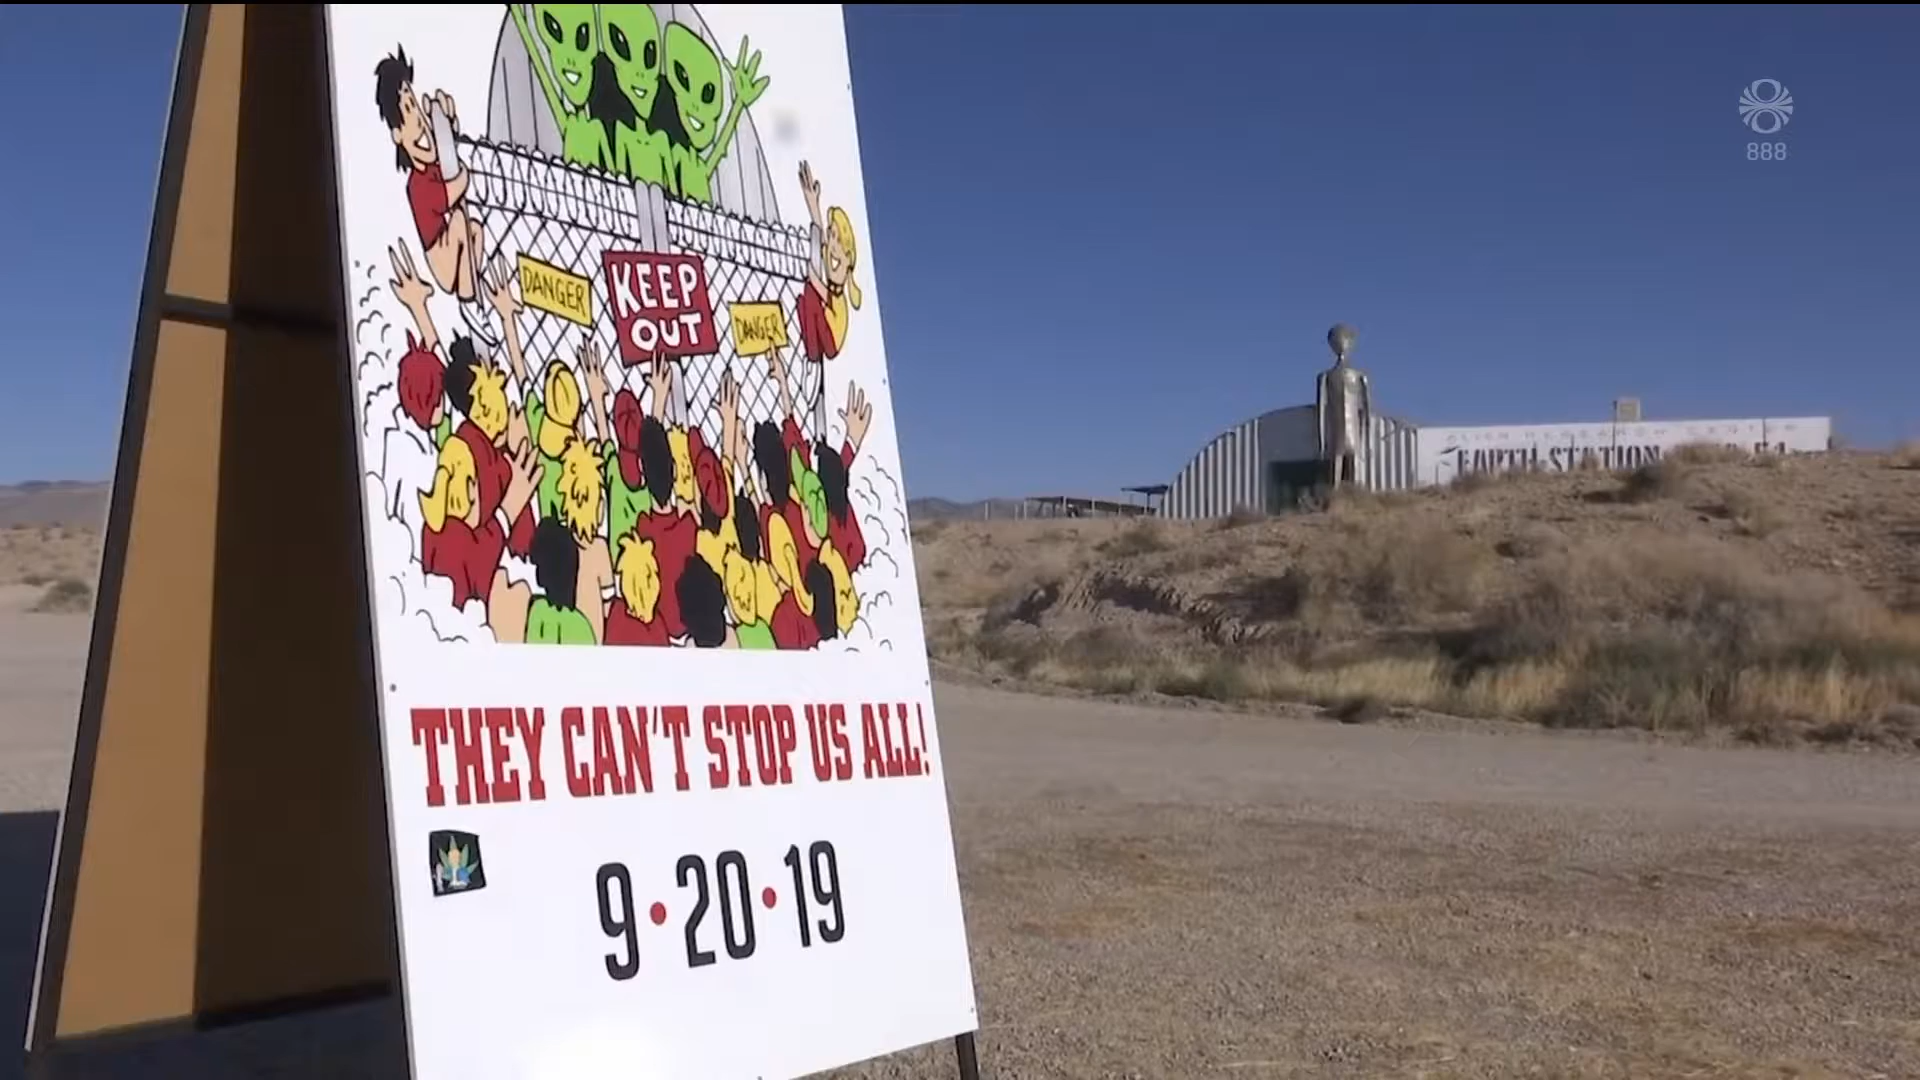 888
DANGER
KEEP
OUT
DANGER
EARTH STATION
THEY CAN'T STOP US ALL!
9•20•19